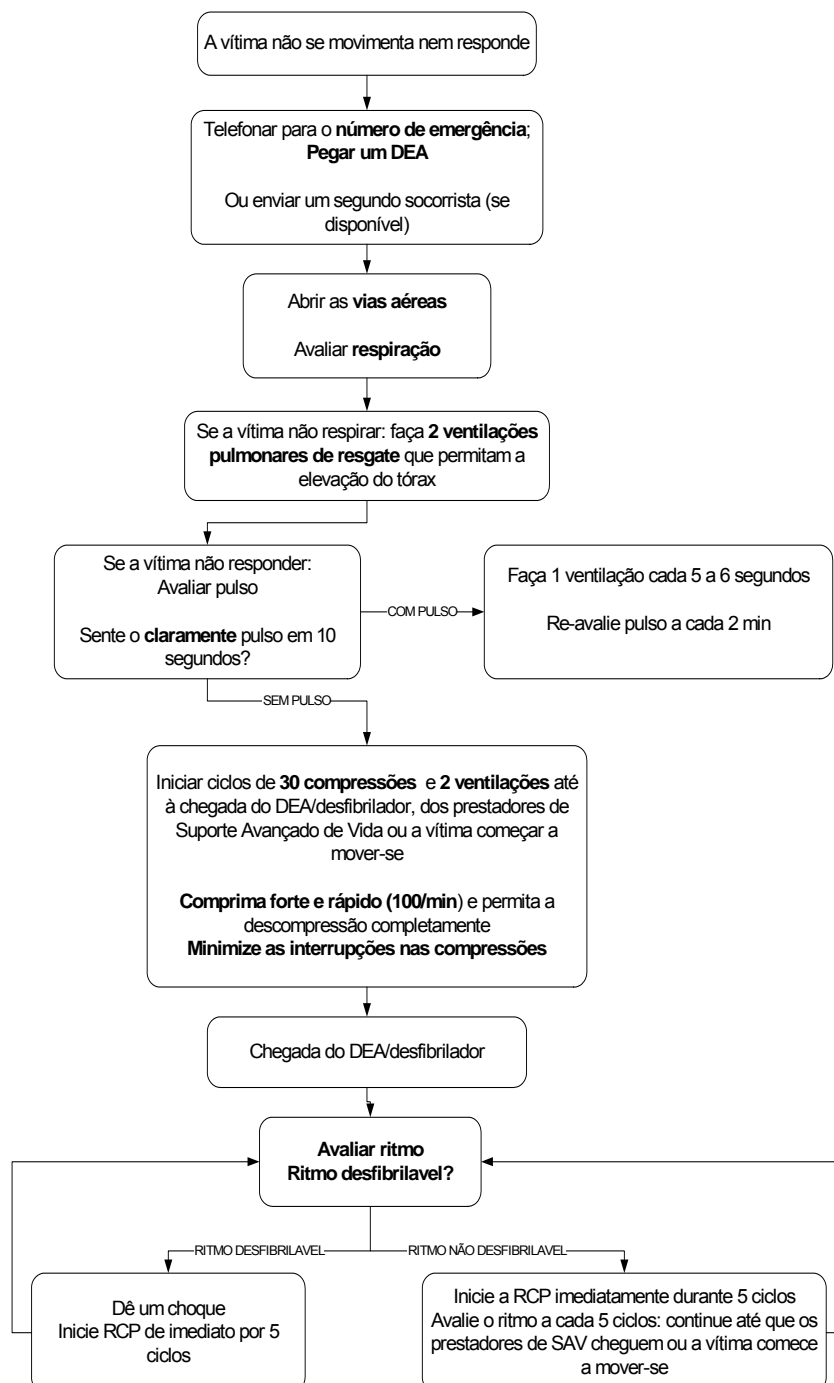 A vítima não se movimenta nem responde
Telefonar para o número de emergência;
Pegar um DEA
Ou enviar um segundo socorrista (se
disponível)
Abrir as vias aéreas
Avaliar respiração
Se a vítima não respirar: faça 2 ventilações
pulmonares de resgate que permitam a
elevação do tórax
Se a vítima não responder:
Avaliar pulso
Sente o claramente pulso em 10
segundos?
COM PULSO
Faça 1 ventilação cada 5 a 6 segundos
Re-avalie pulso a cada 2 min
SEM PULSO
Iniciar ciclos de 30 compressões e 2 ventilações até
à chegada do DEA/desfibrilador, dos prestadores de
Suporte Avançado de Vida ou a vítima começar a
mover-se
Comprima forte e rápido (100/min) e permita a
descompressão completamente
Minimize as interrupções nas compressões
Chegada do DEA/desfibrilador
Avaliar ritmo
Ritmo desfibrilavel?
RITMO DESFIBRILAVEL
RITMO NÃO DESFIBRILAVEL
Dê um choque
Inicie RCP de imediato por 5
ciclos
Inicie a RCP imediatamente durante 5 ciclos
Avalie o ritmo a cada 5 ciclos: continue até que os
prestadores de SAV cheguem ou a vítima comece
a mover-se